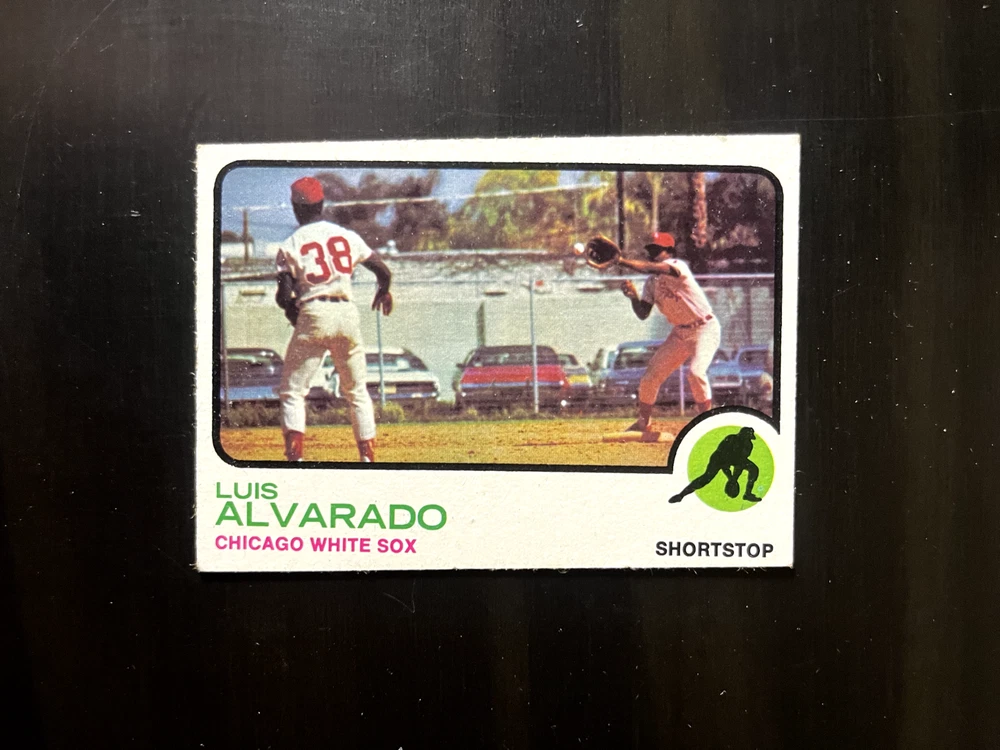 38
LUIS
ALVARADO
CHICAGO WHITE SOX
SHORTSTOP